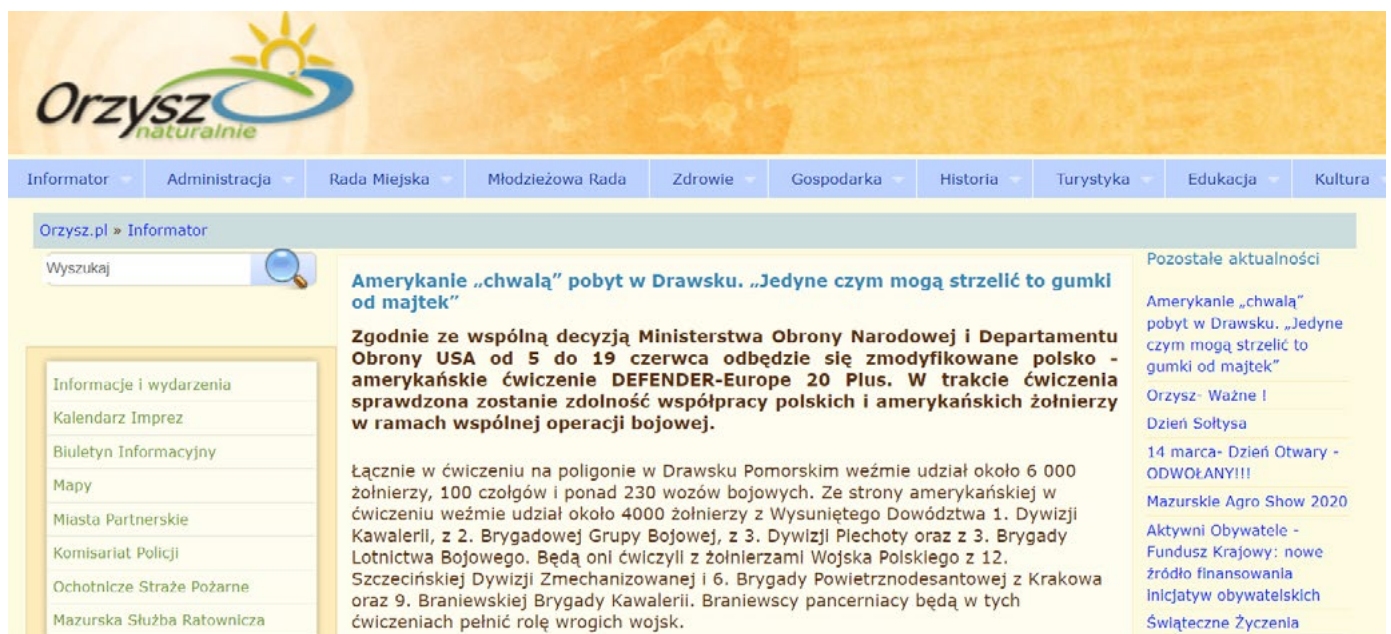 Orzysz
naturalnie
Informator
Administracja
Rada Miejska
Młodzieżowa Rada
Zdrowie
Gospodarka
Historia
Turystyka
Edukacja
Kultura
Orzysz.pl » Informator
Wyszukaj
Informacje i wydarzenia
Kalendarz Imprez
Biuletyn Informacyjny
Mapy
Miasta Partnerskie
Komisariat Policji
Ochotnicze Straże Pożarne
Mazurska Służba Ratownicza
Amerykanie „chwalą” pobyt w Drawsku. „Jedyne czym mogą strzelić to gumki
od majtek”
Zgodnie ze wspólną decyzją Ministerstwa Obrony Narodowej i Departamentu
Obrony USA od 5 do 19 czerwca odbędzie się zmodyfikowane polsko -
amerykańskie ćwiczenie DEFENDER-Europe 20 Plus. W trakcie ćwiczenia
sprawdzona zostanie zdolność współpracy polskich i amerykańskich żołnierzy
w ramach wspólnej operacji bojowej.
Łącznie w ćwiczeniu na poligonie w Drawsku Pomorskim weźmie udział około 6 000
żołnierzy, 100 czołgów i ponad 230 wozów bojowych. Ze strony amerykańskiej w
ćwiczeniu weźmie udział około 4000 żołnierzy z Wysuniętego Dowództwa 1. Dywizji
Kawalerii, z 2. Brygadowej Grupy Bojowej, z 3. Dywizji Piechoty oraz z 3. Brygady
Lotnictwa Bojowego. Będą oni ćwiczyli z żołnierzami Wojska Polskiego z 12.
Szczecińskiej Dywizji Zmechanizowanej i 6. Brygady Powietrznodesantowej z Krakowa
oraz 9. Braniewskiej Brygady Kawalerii. Braniewscy pancerniacy będą w tych
ćwiczeniach pełnić rolę wrogich wojsk.
Pozostałe aktualności
Amerykanie „chwalą”
pobyt w Drawsku. „Jedyne
czym mogą strzelić to
gumki od majtek”
Orzysz- Ważne !
Dzień Sołtysa
14 marca- Dzień Otwary -
ODWOŁANY!!!
Mazurskie Agro Show 2020
Aktywni Obywatele -
Fundusz Krajowy: nowe
źródło finansowania
inicjatyw obywatelskich
Świąteczne Życzenia